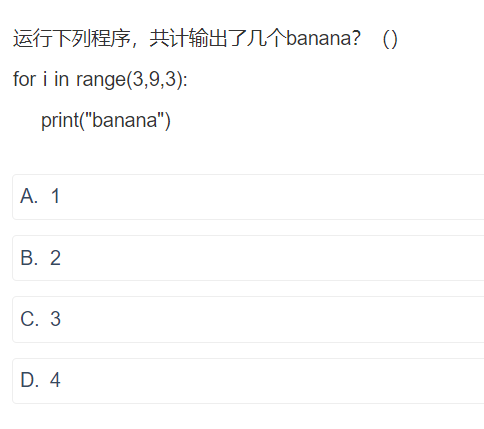 运行下列程序，共计输出了几个banana？ （）
for i in range(3,9,3):
    print("banana")
A. 1
B. 2
C. 3
D. 4